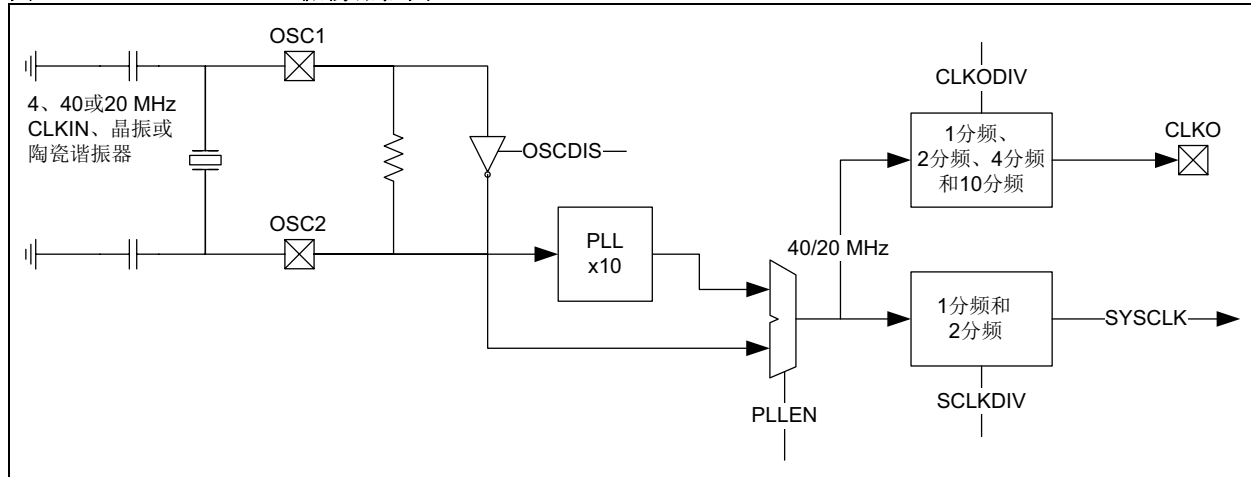 OSC1
4、40或20 MHz
CLKIN、晶振或
陶瓷谐振器
OSCDIS
OSC2
PLL
x10
PLLEN
40/20 MHz
CLKODIV
1分频、
2分频、4分频
和10分频
CLKO
1分频和
2分频
SYSCLK
SCLKDIV